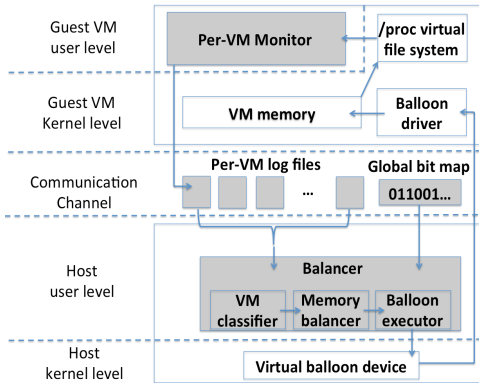 Guest VM
user level
Per-VM Monitor
/proc virtual
file system
Guest VM
Kernel level
VM memory
Balloon
driver
Communication
Channel
Per-VM log files
...
Global bit map
011001...
Host
user level
Balancer
VM
classifier
Memory
balancer
Balloon
executor
Host
kernel level
Virtual balloon device